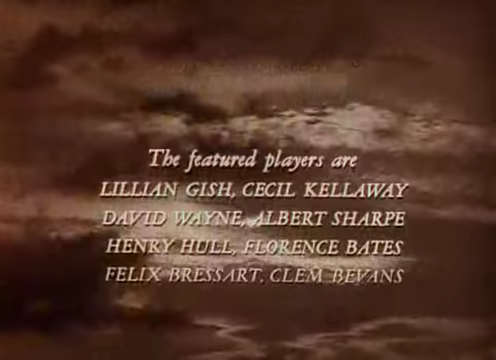 The featured players are
LILLIAN GISH, CECIL KELLAWAY
DAVID WAYNE, ALBERT SHARPE
HENRY HULL, FLORENCE BATES
FELIX BRESSART, CLEM BEVANS